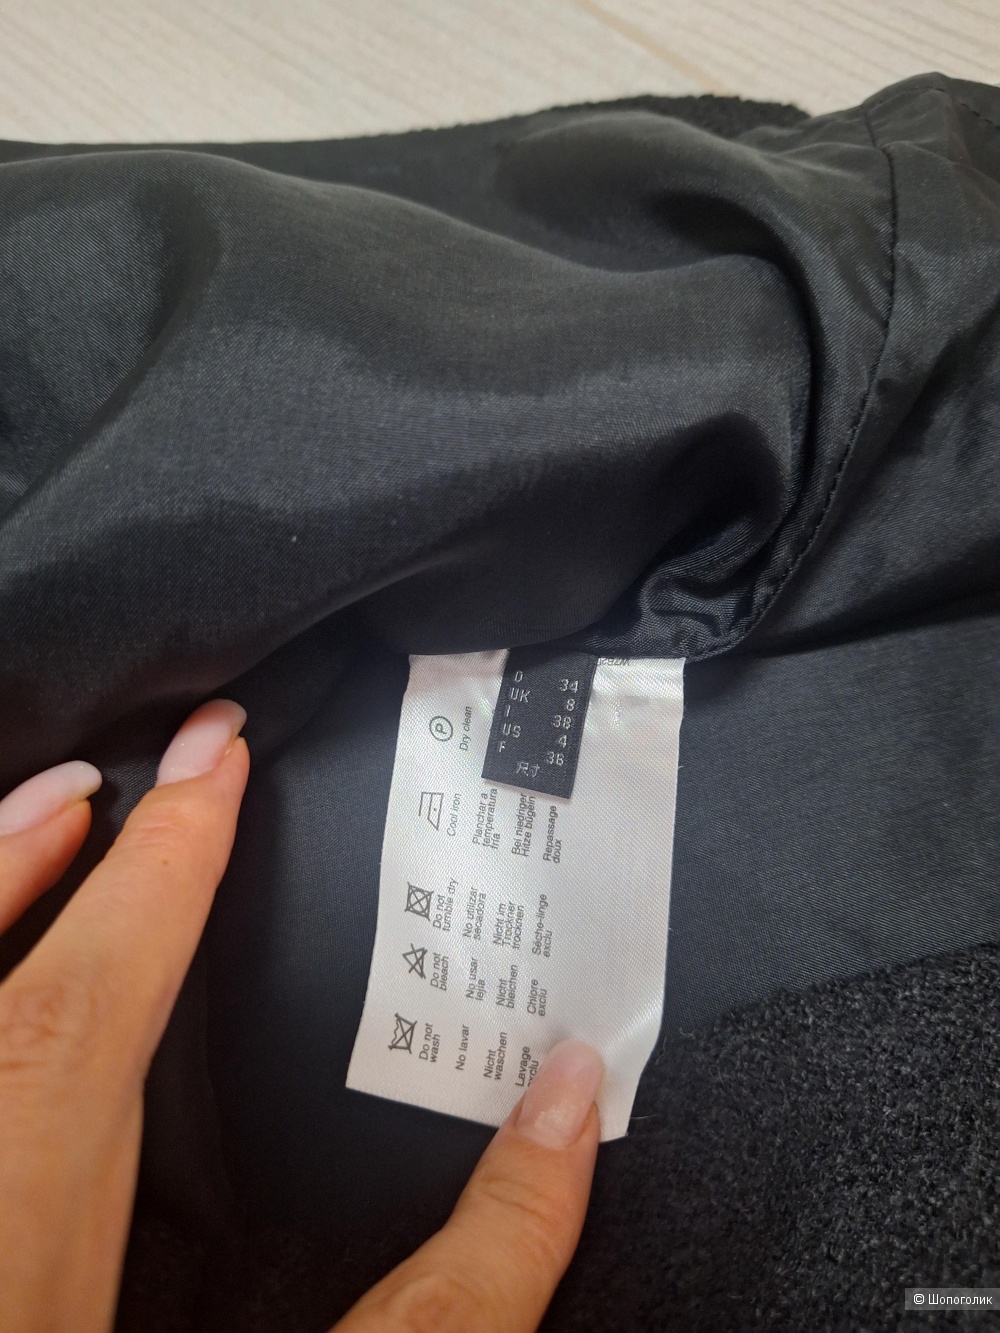 D 34
UK 8
I 38
US 4
F 36
P
Dry clean
Cool iron
Planchar a
temperatura
fría
Bei niedriger
Hitze bügeln
Repassage
doux
Do not
tumble dry
No utilizar
secadora
Nicht im
Trockner
trocknen
Sèche-linge
exclu
Do not
bleach
No usar
lejía
Nicht
bleichen
Chlore
exclu
Do not
wash
No lavar
Nicht
waschen
Lavage
exclu
© Шопоголик